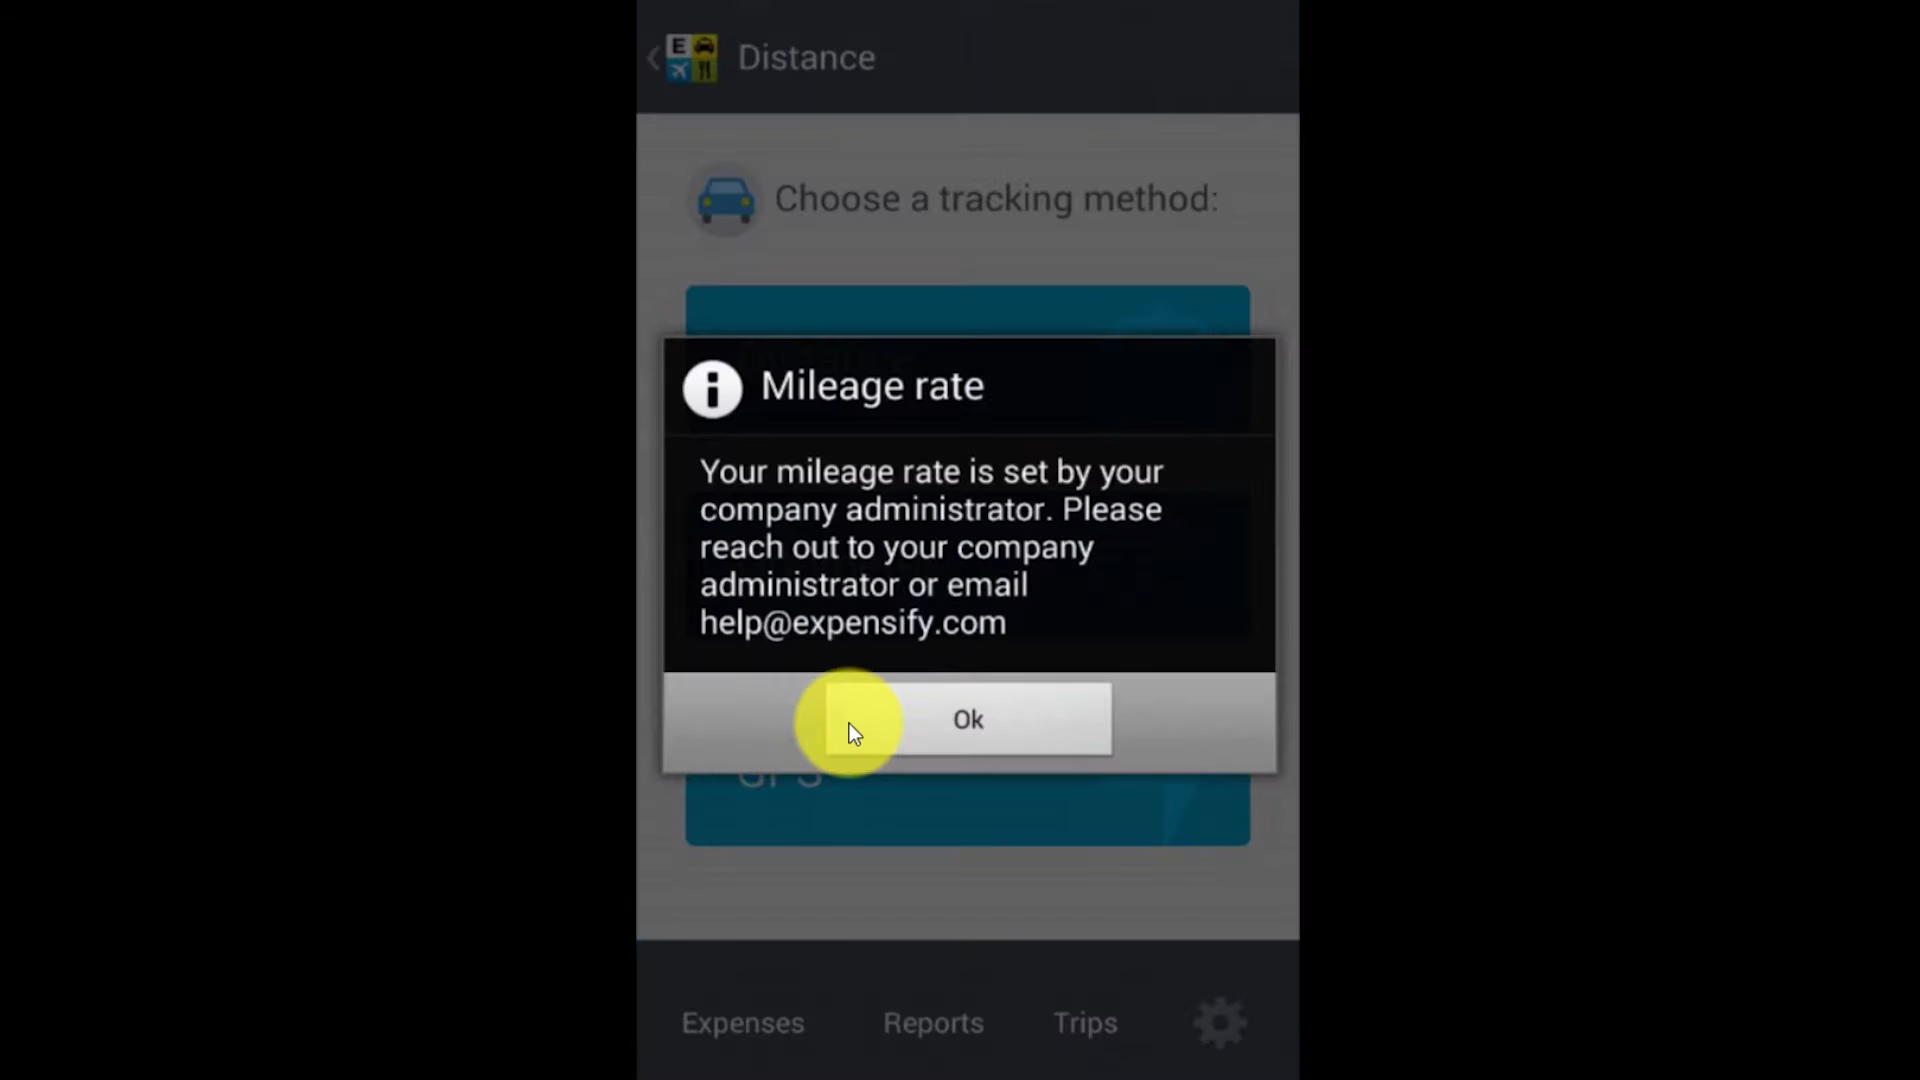 E
Distance
Choose a tracking method:
Mileage rate
Your mileage rate is set by your
company administrator. Please
reach out to your company
administrator or email
help@expensify.com
Ok
GPS
Expenses
Reports
Trips